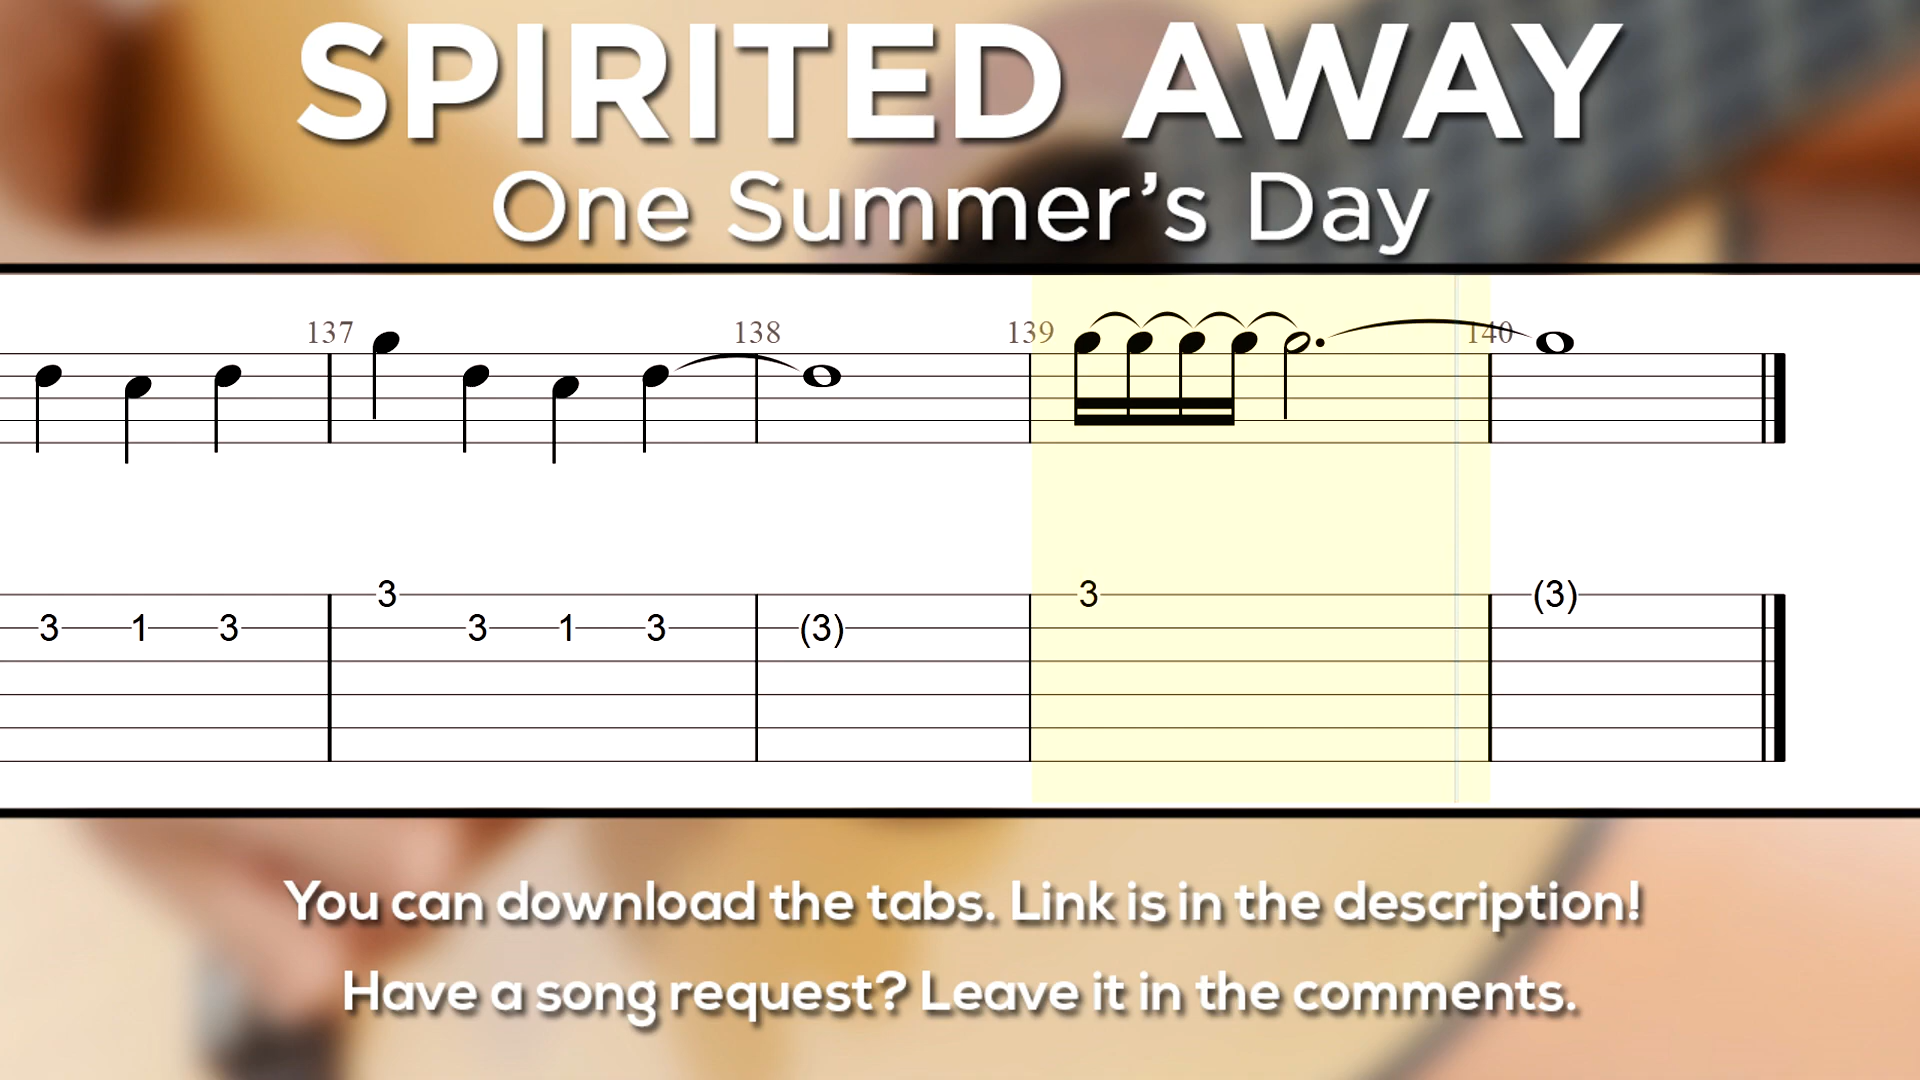 SPIRITED AWAY
One Summer's Day
137 138 139 140
3 3
3 1 3 3 1 3 (3) (3)
You can download the tabs. Link is in the description!
Have a song request? Leave it in the comments.